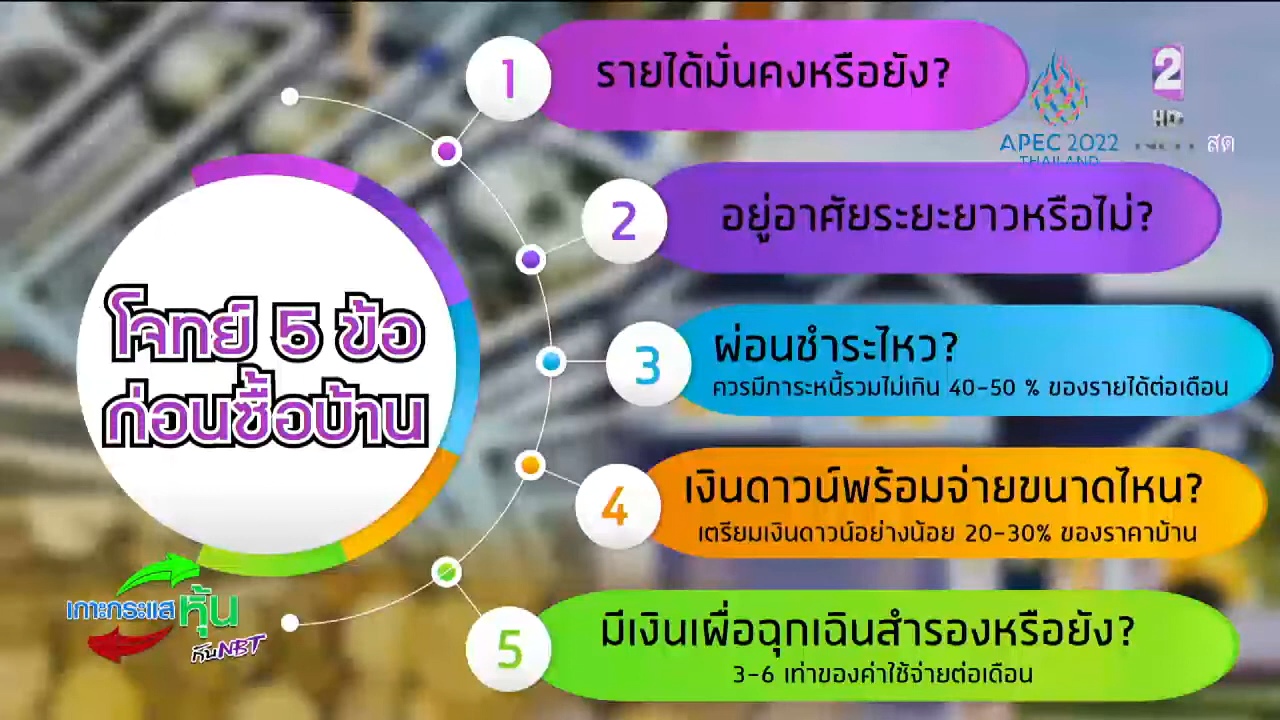 โจทย์ 5 ข้อ
ก่อนซื้อบ้าน
1
รายได้มั่นคงหรือยัง?
2
อยู่อาศัยระยะยาวหรือไม่?
3
ผ่อนชำระไหว?
ควรมีภาระหนี้รวมไม่เกิน 40-50 % ของรายได้ต่อเดือน
4
เงินดาวน์พร้อมจ่ายขนาดไหน?
เตรียมเงินดาวน์อย่างน้อย 20-30% ของราคาบ้าน
5
มีเงินเผื่อฉุกเฉินสำรองหรือยัง?
3-6 เท่าของค่าใช้จ่ายต่อเดือน
APEC 2022
THAILAND
2
HD
สด
เกาะกระแส
หุ้น
กับNBT